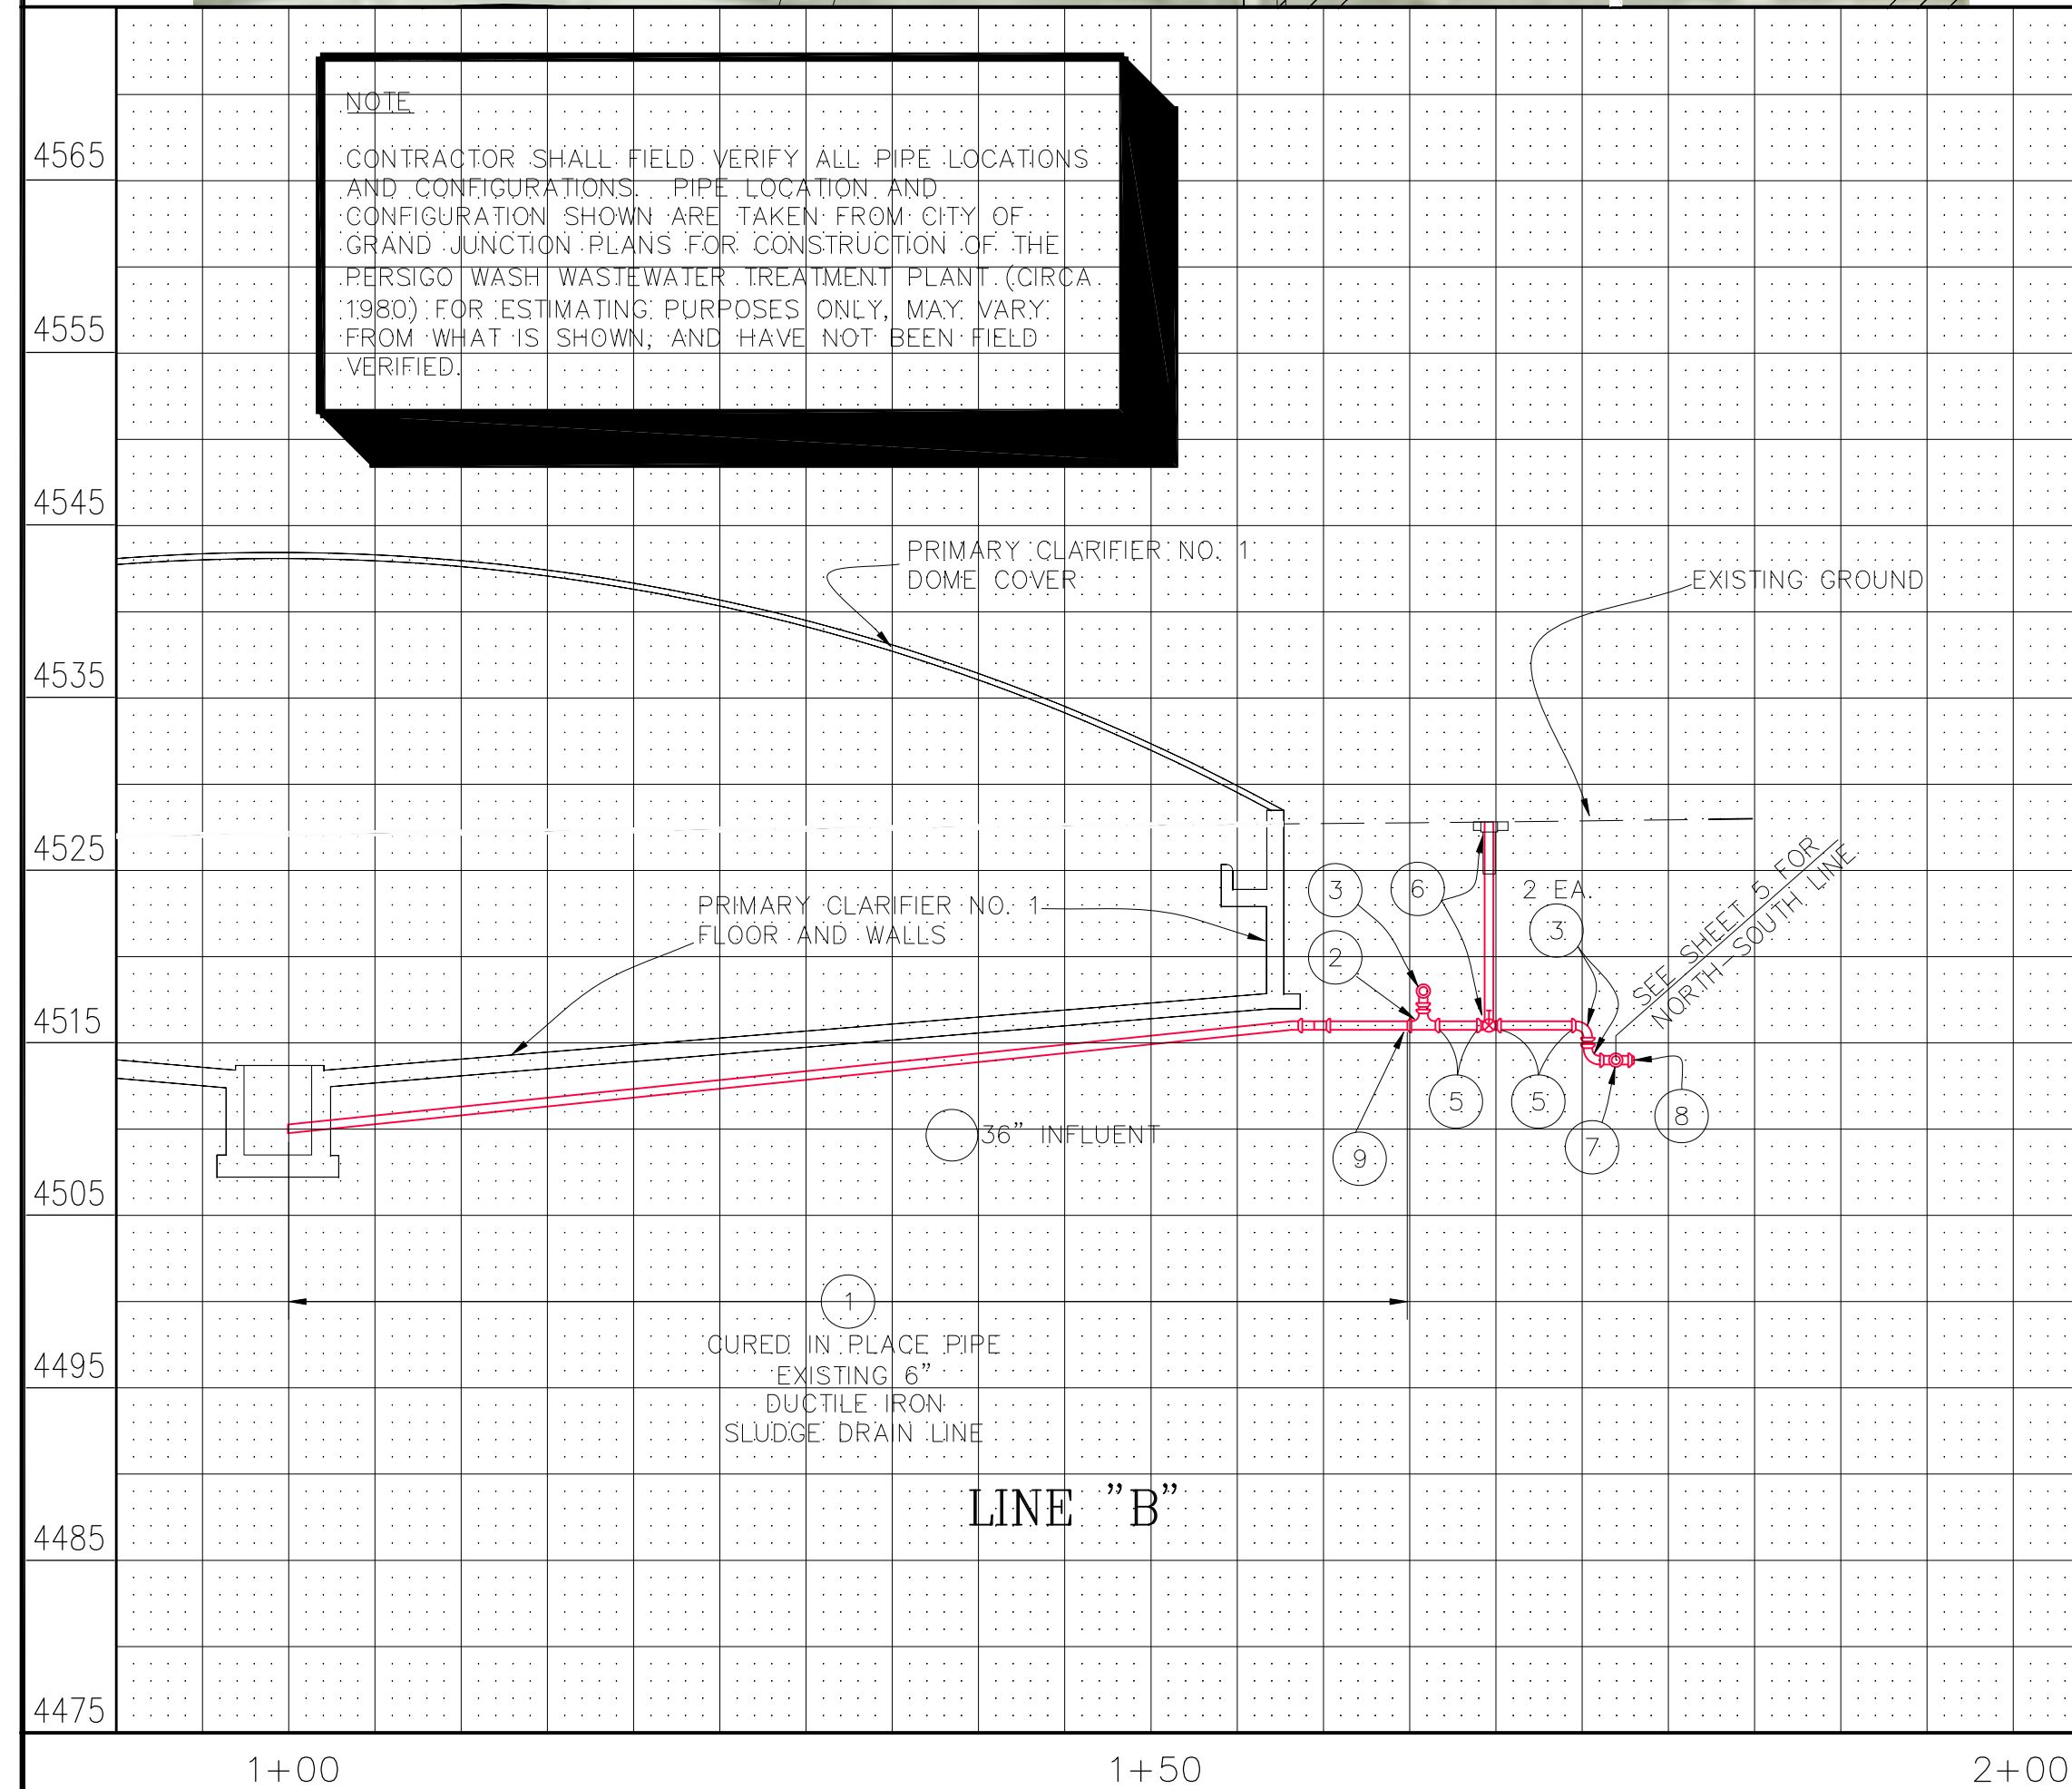 NOTE
CONTRACTOR SHALL FIELD VERIFY ALL PIPE LOCATIONS
AND CONFIGURATIONS. PIPE LOCATION AND
CONFIGURATION SHOWN ARE TAKEN FROM CITY OF
GRAND JUNCTION PLANS FOR CONSTRUCTION OF THE
PERSIGO WASH WASTEWATER TREATMENT PLANT (CIRCA
1980) FOR ESTIMATING PURPOSES ONLY, MAY VARY
FROM WHAT IS SHOWN, AND HAVE NOT BEEN FIELD
VERIFIED.
4565
4555
4545
4535
4525
4515
4505
4495
4485
4475
PRIMARY CLARIFIER NO. 1
DOME COVER
EXISTING GROUND
PRIMARY CLARIFIER NO. 1
FLOOR AND WALLS
3
6
2 EA.
3
2
SEE SHEET 5 FOR
NORTH-SOUTH LINE
5
5
8
7
9
36" INFLUENT
1
CURED IN PLACE PIPE
EXISTING 6"
DUCTILE IRON
SLUDGE DRAIN LINE
LINE "B"
1+00
1+50
2+00